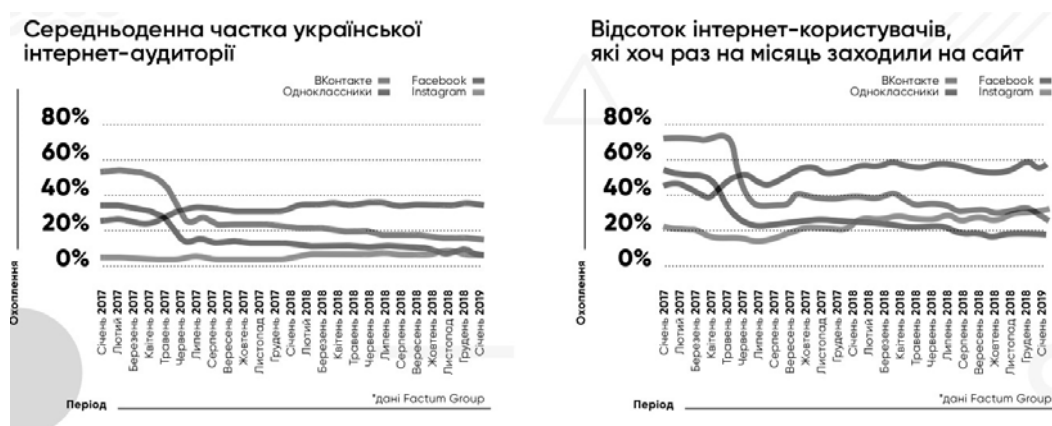 Середньоденна частка української
інтернет-аудиторії
ВКонтакте
Facebook
Одноклассники
Instagram
80%
60%
40%
20%
0%
Охоплення
Січень 2017
Лютий 2017
Березень 2017
Квітень 2017
Травень 2017
Червень 2017
Липень 2017
Серпень 2017
Вересень 2017
Жовтень 2017
Листопад 2017
Грудень 2017
Січень 2018
Лютий 2018
Березень 2018
Квітень 2018
Травень 2018
Червень 2018
Липень 2018
Серпень 2018
Вересень 2018
Жовтень 2018
Листопад 2018
Грудень 2018
Січень 2019
Період
*дані Factum Group
Відсоток інтернет-користувачів,
які хоч раз на місяць заходили на сайт
ВКонтакте
Facebook
Одноклассники
Instagram
80%
60%
40%
20%
0%
Охоплення
Січень 2017
Лютий 2017
Березень 2017
Квітень 2017
Травень 2017
Червень 2017
Липень 2017
Серпень 2017
Вересень 2017
Жовтень 2017
Листопад 2017
Грудень 2017
Січень 2018
Лютий 2018
Березень 2018
Квітень 2018
Травень 2018
Червень 2018
Липень 2018
Серпень 2018
Вересень 2018
Жовтень 2018
Листопад 2018
Грудень 2018
Січень 2019
Період
*дані Factum Group